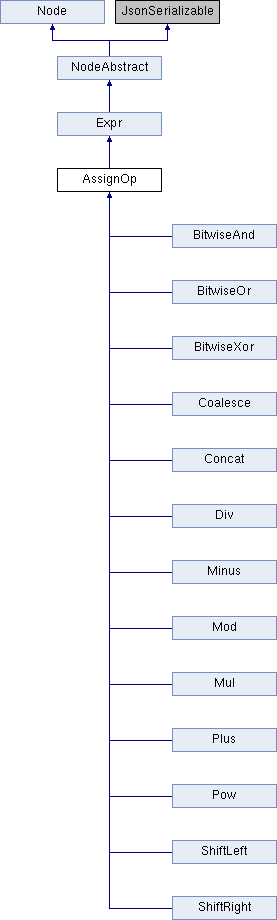 Node
JsonSerializable
NodeAbstract
Expr
AssignOp
BitwiseAnd
BitwiseOr
BitwiseXor
Coalesce
Concat
Div
Minus
Mod
Mul
Plus
Pow
ShiftLeft
ShiftRight